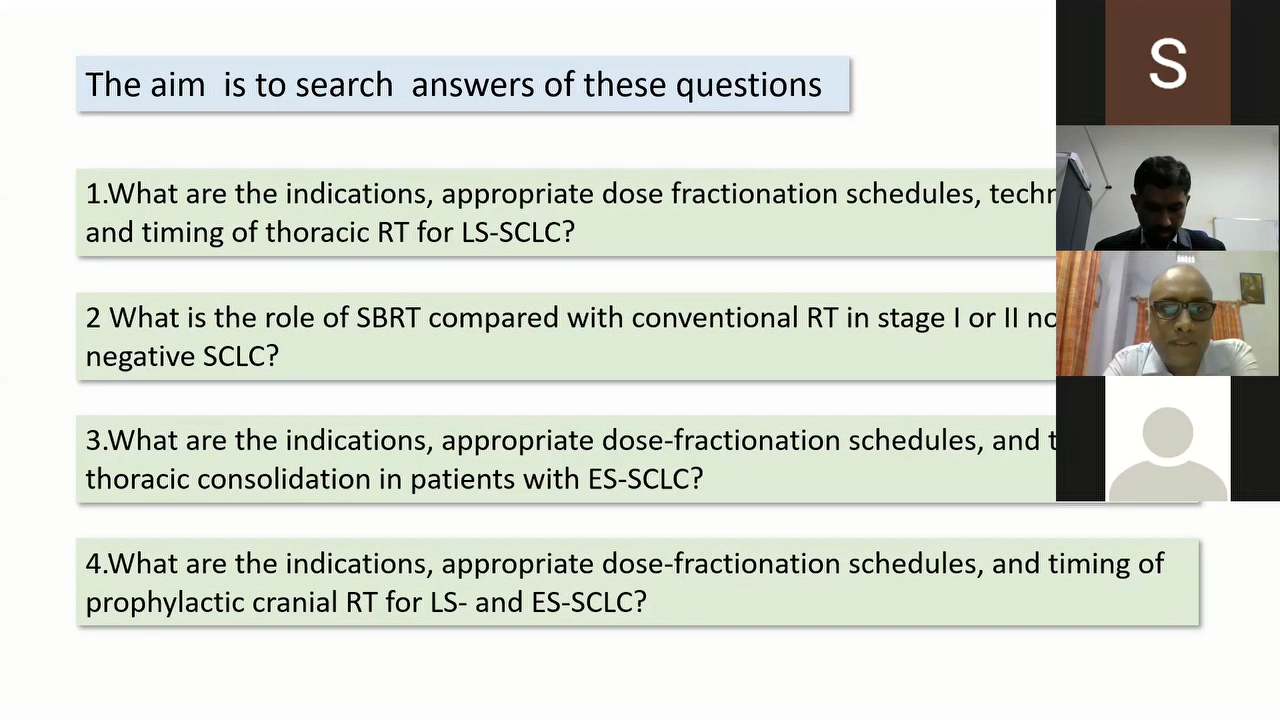 The aim is to search answers of these questions
1.What are the indications, appropriate dose fractionation schedules,
and timing of thoracic RT for LS-SCLC?
2 What is the role of SBRT compared with conventional RT in stage I or II
negative SCLC?
3.What are the indications, appropriate dose-fractionation schedules, and
thoracic consolidation in patients with ES-SCLC?
4.What are the indications, appropriate dose-fractionation schedules, and timing of
prophylactic cranial RT for LS- and ES-SCLC?
S